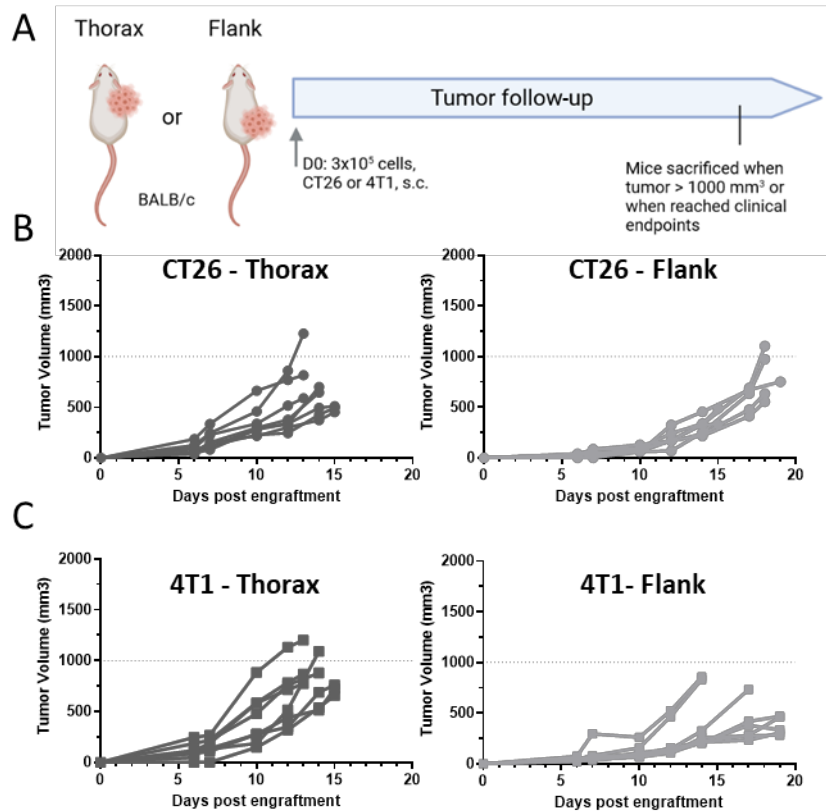 A
Thorax
Flank
or
BALB/c
Tumor follow-up
D0: 3x10⁵ cells,
CT26 or 4T1, s.c.
Mice sacrificed when
tumor > 1000 mm³ or
when reached clinical
endpoints
B
CT26 - Thorax
Tumor Volume (mm3)
2000
1500
1000
500
0
0 5 10 15 20
Days post engraftment
CT26 - Flank
Tumor Volume (mm3)
2000
1500
1000
500
0
0 5 10 15 20
Days post engraftment
C
4T1 - Thorax
Tumor Volume (mm3)
2000
1500
1000
500
0
0 5 10 15 20
Days post engraftment
4T1- Flank
Tumor Volume (mm3)
2000
1500
1000
500
0
0 5 10 15 20
Days post engraftment